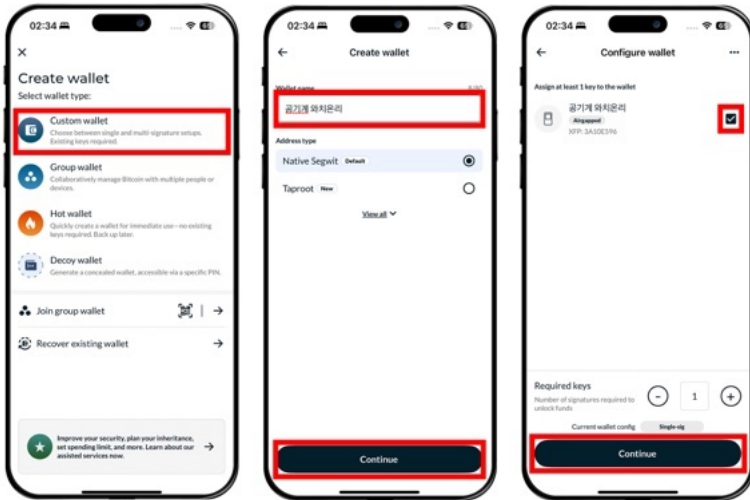 02:34
Create wallet
Select wallet type:
Custom wallet
Choose between single and multi-signature setups.
Existing keys required.
Group wallet
Collaboratively manage Bitcoin with multiple people or
devices.
Hot wallet
Quickly create a wallet for immediate use—no existing
keys required. Back up later.
Decoy wallet
Generate a concealed wallet, accessible via a specific PIN.
Join group wallet
Recover existing wallet
Improve your security, plan your inheritance,
set spending limit, and more. Learn about our
assisted services now.
02:34
Create wallet
Wallet name
공기계 와치온리
Address type
Native Segwit Default
Taproot New
View all
Continue
02:34
Configure wallet
Assign at least 1 key to the wallet
공기계 와치온리
Airgapped
XFP: 3A10E596
Required keys
Number of signatures required to
unlock funds
1
Current wallet config Single-sig
Continue